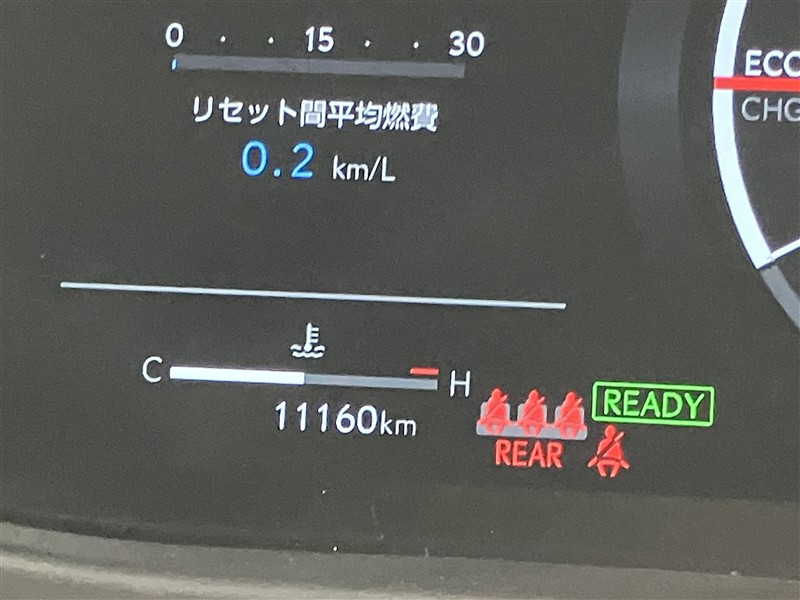 0 · · 15 · · 30
リセット間平均燃費
0.2 km/L
ECO
CHG
C H
11160km
READY
REAR